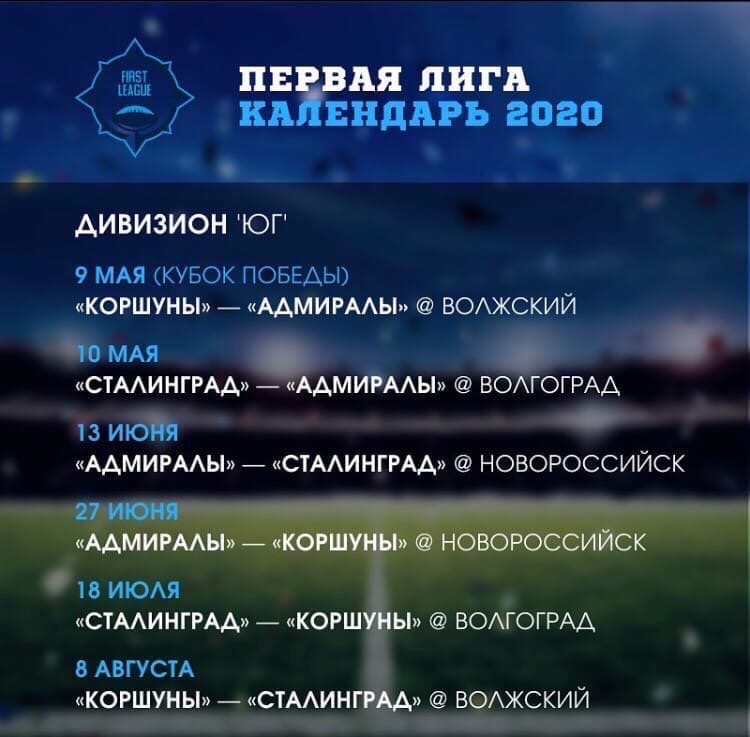 FIRST
LEAGUE
ПЕРВАЯ ЛИГА
КАЛЕНДАРЬ 2020
ДИВИЗИОН 'ЮГ'
9 МАЯ (КУБОК ПОБЕДЫ)
«КОРШУНЫ» — «АДМИРАЛЫ» @ ВОЛЖСКИЙ
10 МАЯ
«СТАЛИНГРАД» — «АДМИРАЛЫ» @ ВОЛГОГРАД
13 ИЮНЯ
«АДМИРАЛЫ» — «СТАЛИНГРАД» @ НОВОРОССИЙСК
27 ИЮНЯ
«АДМИРАЛЫ» — «КОРШУНЫ» @ НОВОРОССИЙСК
18 ИЮЛЯ
«СТАЛИНГРАД» — «КОРШУНЫ» @ ВОЛГОГРАД
8 АВГУСТА
«КОРШУНЫ» — «СТАЛИНГРАД» @ ВОЛЖСКИЙ